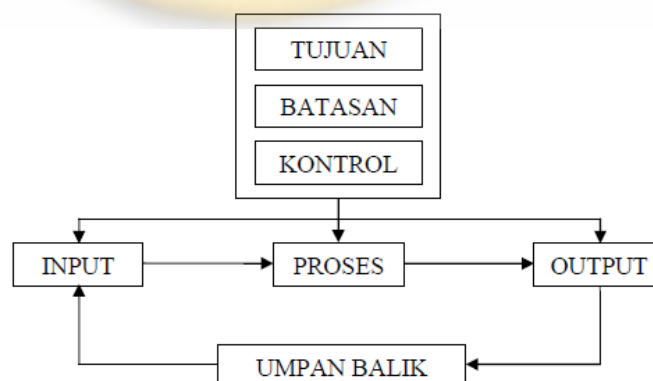 TUJUAN
BATASAN
KONTROL
INPUT
PROSES
OUTPUT
UMPAN BALIK